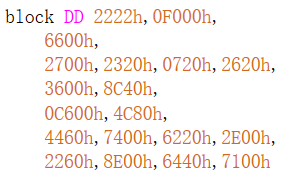 block DD 2222h,0F000h,
6600h,
2700h,2320h,0720h,2620h,
3600h,8C40h,
0C600h,4C80h,
4460h,7400h,6220h,2E00h,
2260h,8E00h,6440h,7100h